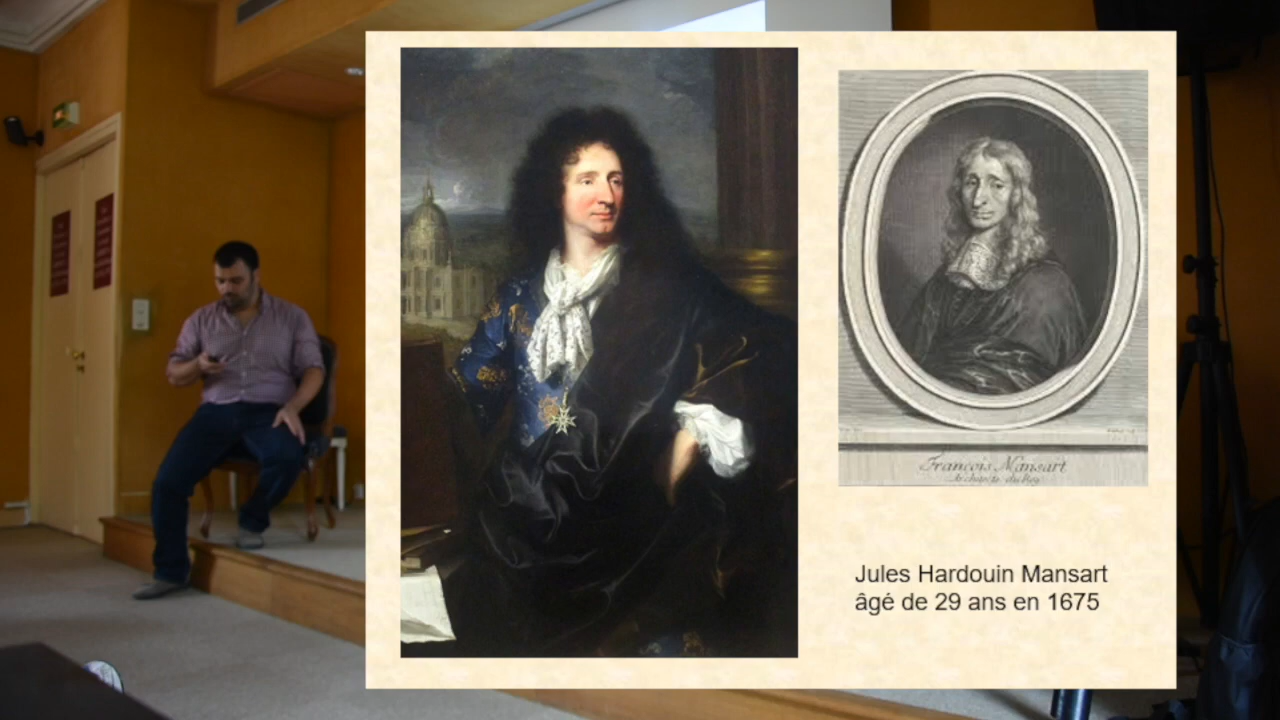 François Mansart
Architecte du Roy
Jules Hardouin Mansart
âgé de 29 ans en 1675